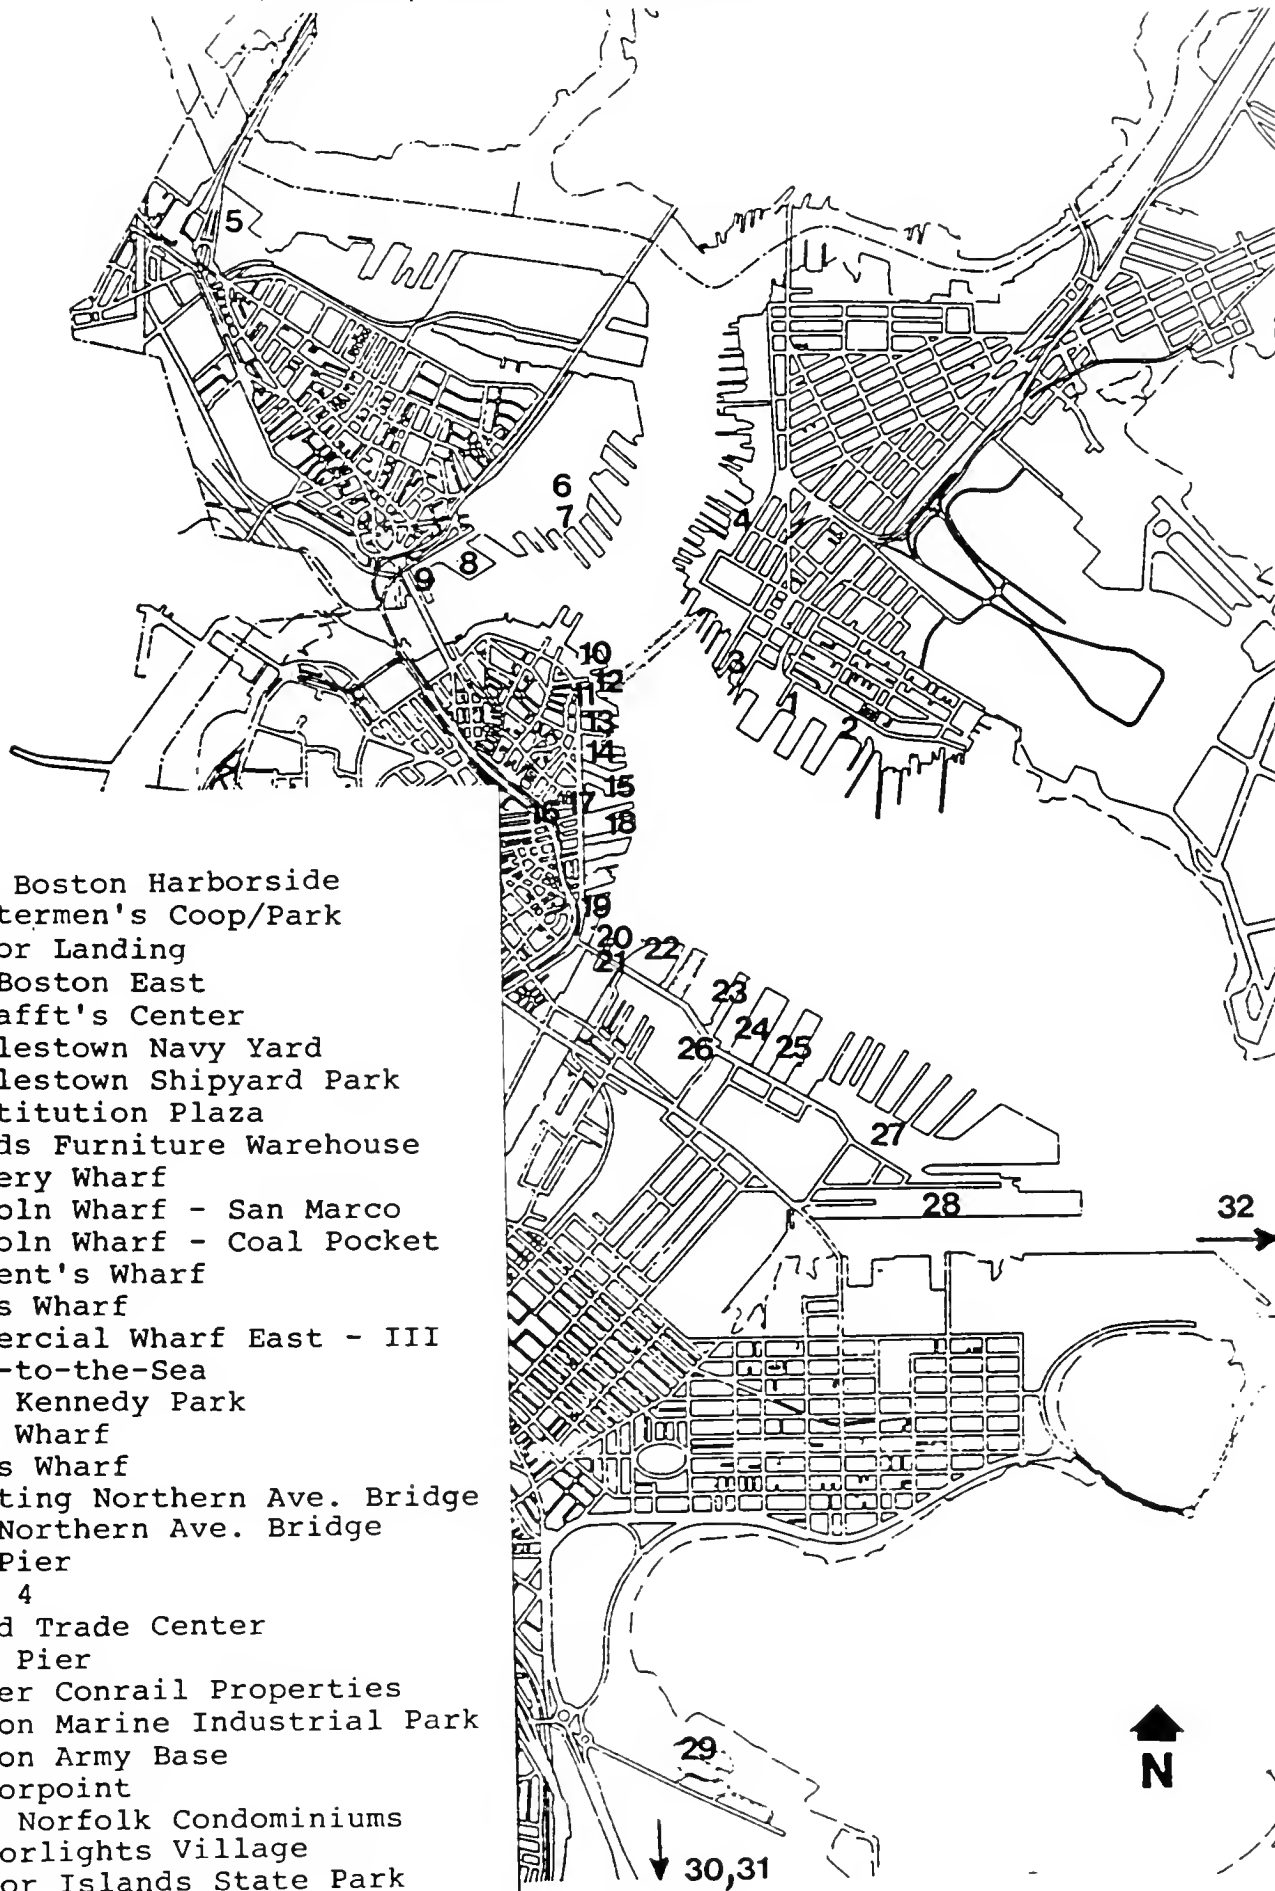 5
6
7
4
8
9
10
12
11
3
13
1
14
2
15
17
16
18
19
20
22
21
23
24
26
25
27
28
32
29
N
30,31
Boston Harborside
termen's Coop/Park
or Landing
Boston East
afft's Center
lestown Navy Yard
lestown Shipyard Park
titution Plaza
ds Furniture Warehouse
ery Wharf
oln Wharf - San Marco
oln Wharf - Coal Pocket
ent's Wharf
s Wharf
ercial Wharf East - III
-to-the-Sea
Kennedy Park
Wharf
s Wharf
ting Northern Ave. Bridge
Northern Ave. Bridge
Pier
4
d Trade Center
Pier
er Conrail Properties
on Marine Industrial Park
on Army Base
orpoint
Norfolk Condominiums
orlights Village
or Islands State Park